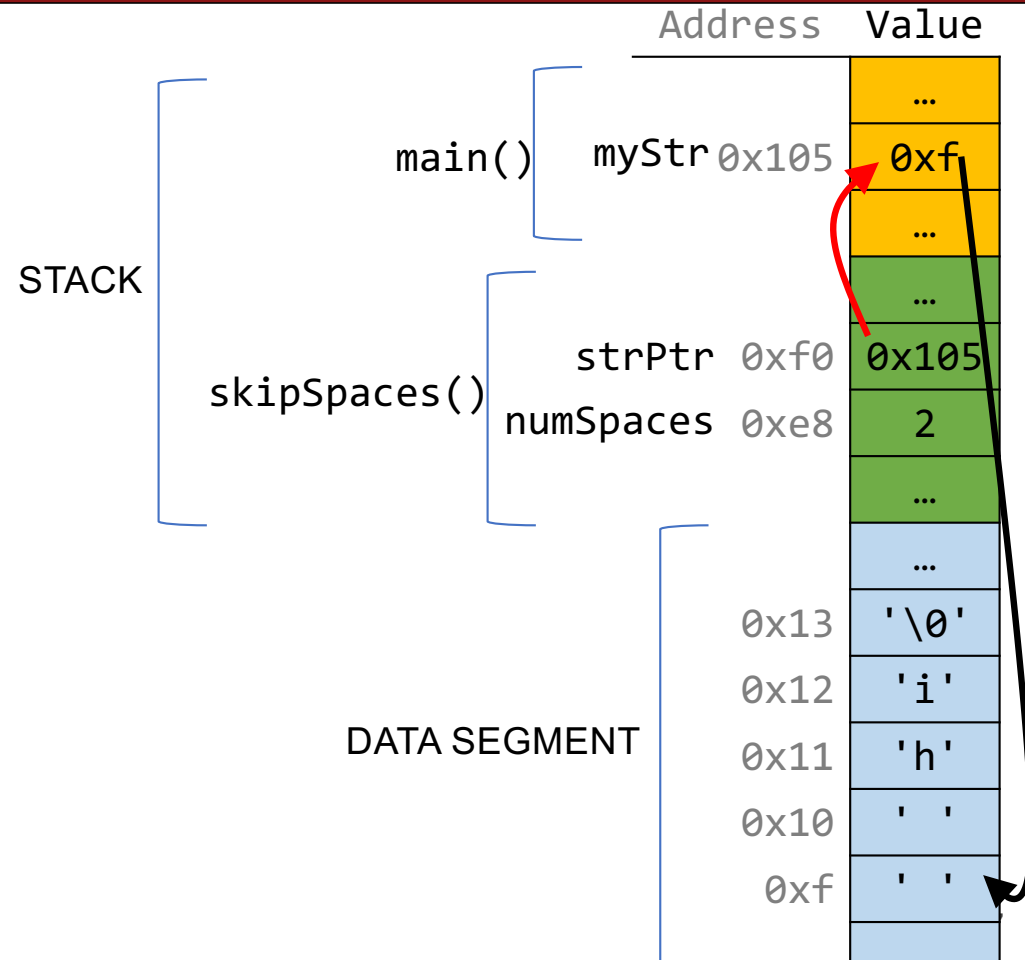 Address Value
…
main() myStr 0x105 0xf
…
STACK
…
strPtr 0xf0 0x105
skipSpaces()
numSpaces 0xe8 2
…
…
0x13 '\0'
0x12 'i'
DATA SEGMENT
0x11 'h'
0x10 ' '
0xf ' '